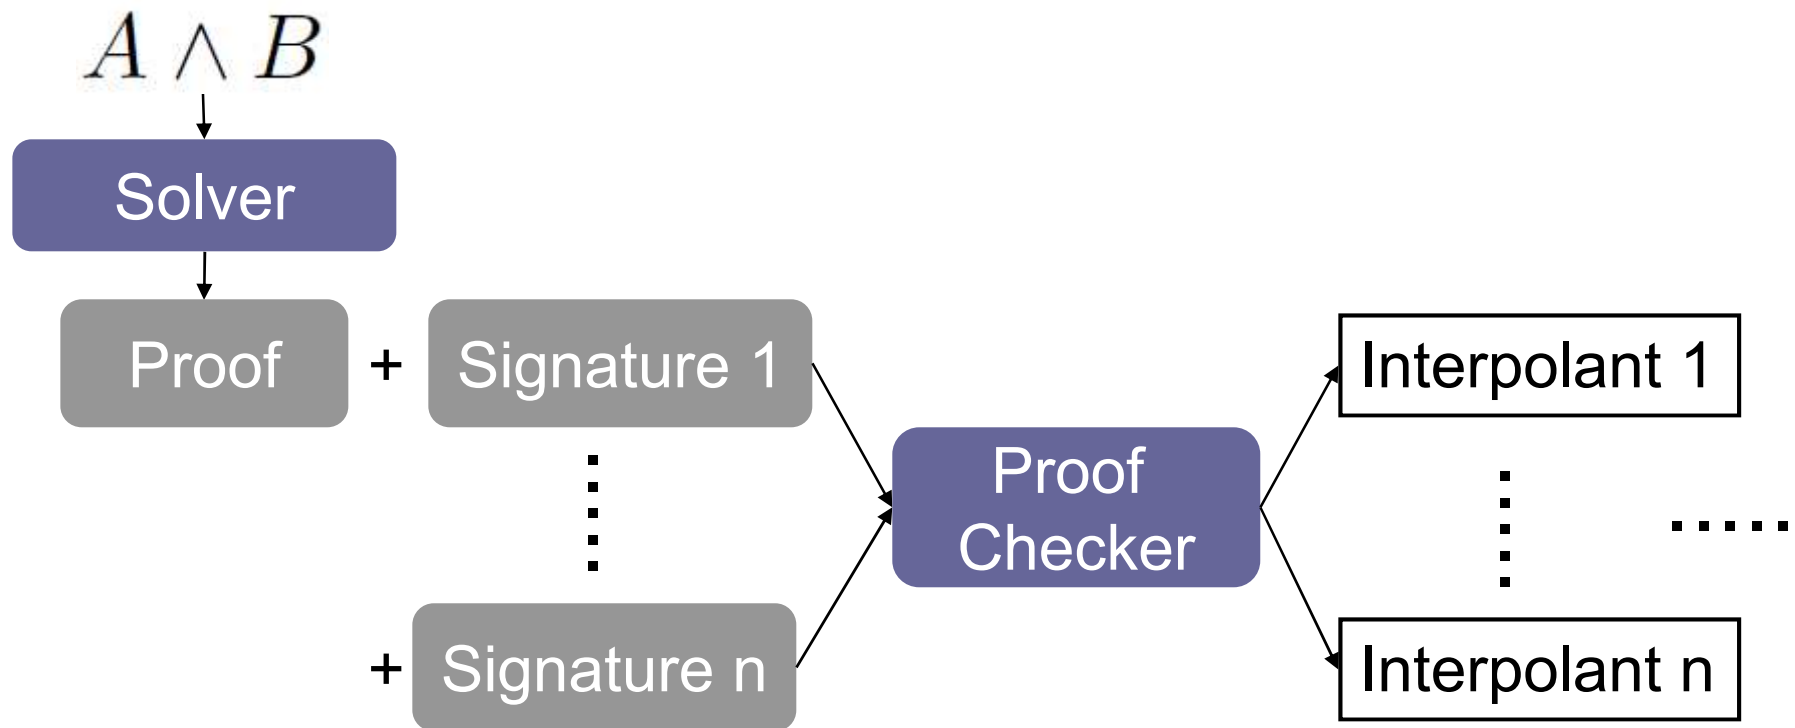 A ∧ B
Solver
Proof + Signature 1
Proof
Checker
Interpolant 1
+ Signature n
Interpolant n